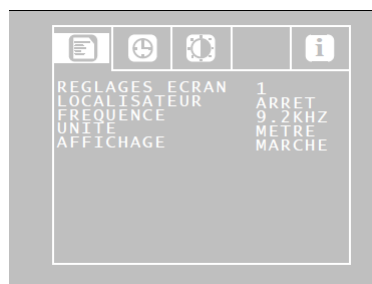 i
REGLAGES ECRAN 1
LOCALISATEUR ARRET
FREQUENCE 9.2KHZ
UNITE METRE
AFFICHAGE MARCHE